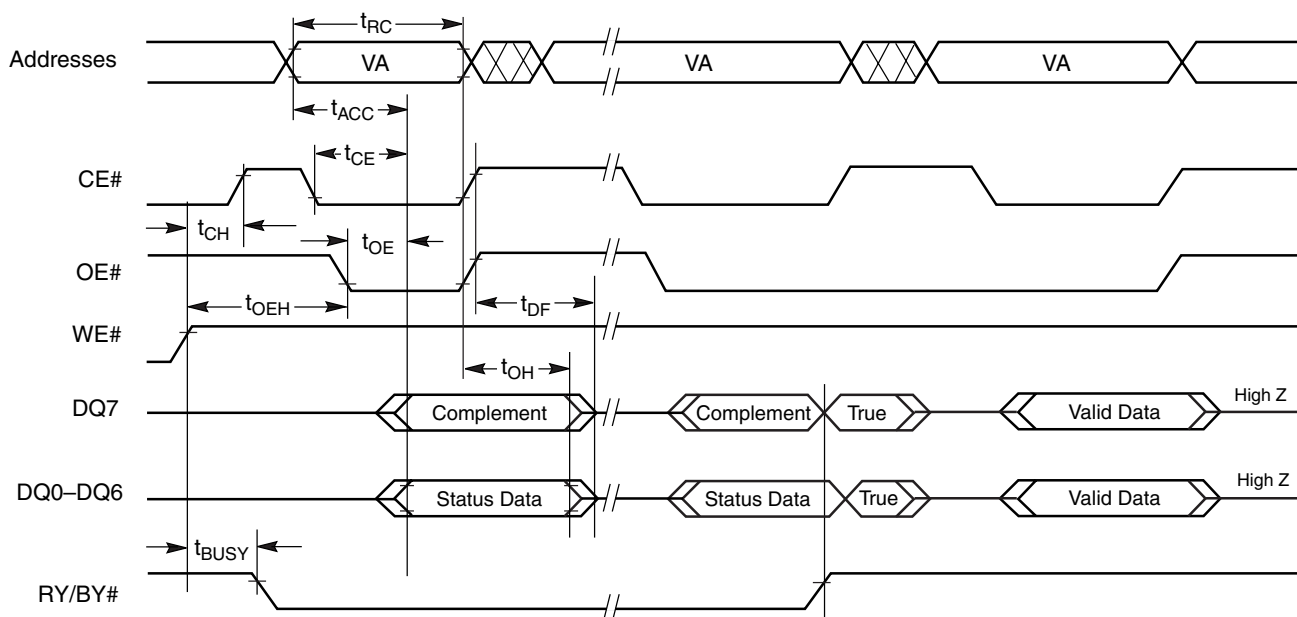 tRC
Addresses VA VA VA
tACC
tCE
CE#
tCH
tOE
OE#
tOEH
tDF
WE#
tOH
DQ7 Complement Complement True Valid Data High Z
DQ0–DQ6 Status Data Status Data True Valid Data High Z
tBUSY
RY/BY#